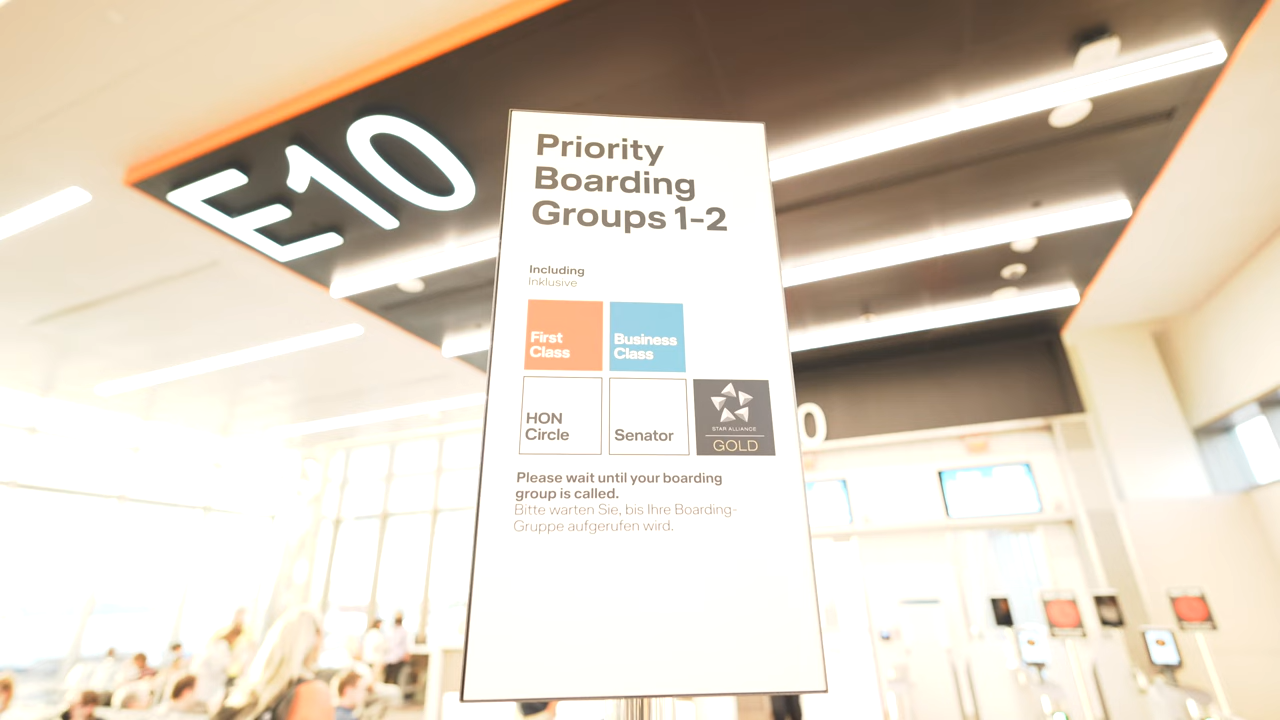 E10
Priority
Boarding
Groups 1-2
Including
Inklusive
First
Class
Business
Class
HON
Circle
Senator
STAR ALLIANCE
GOLD
Please wait until your boarding
group is called.
Bitte warten Sie, bis Ihre Boarding-
Gruppe aufgerufen wird.
0